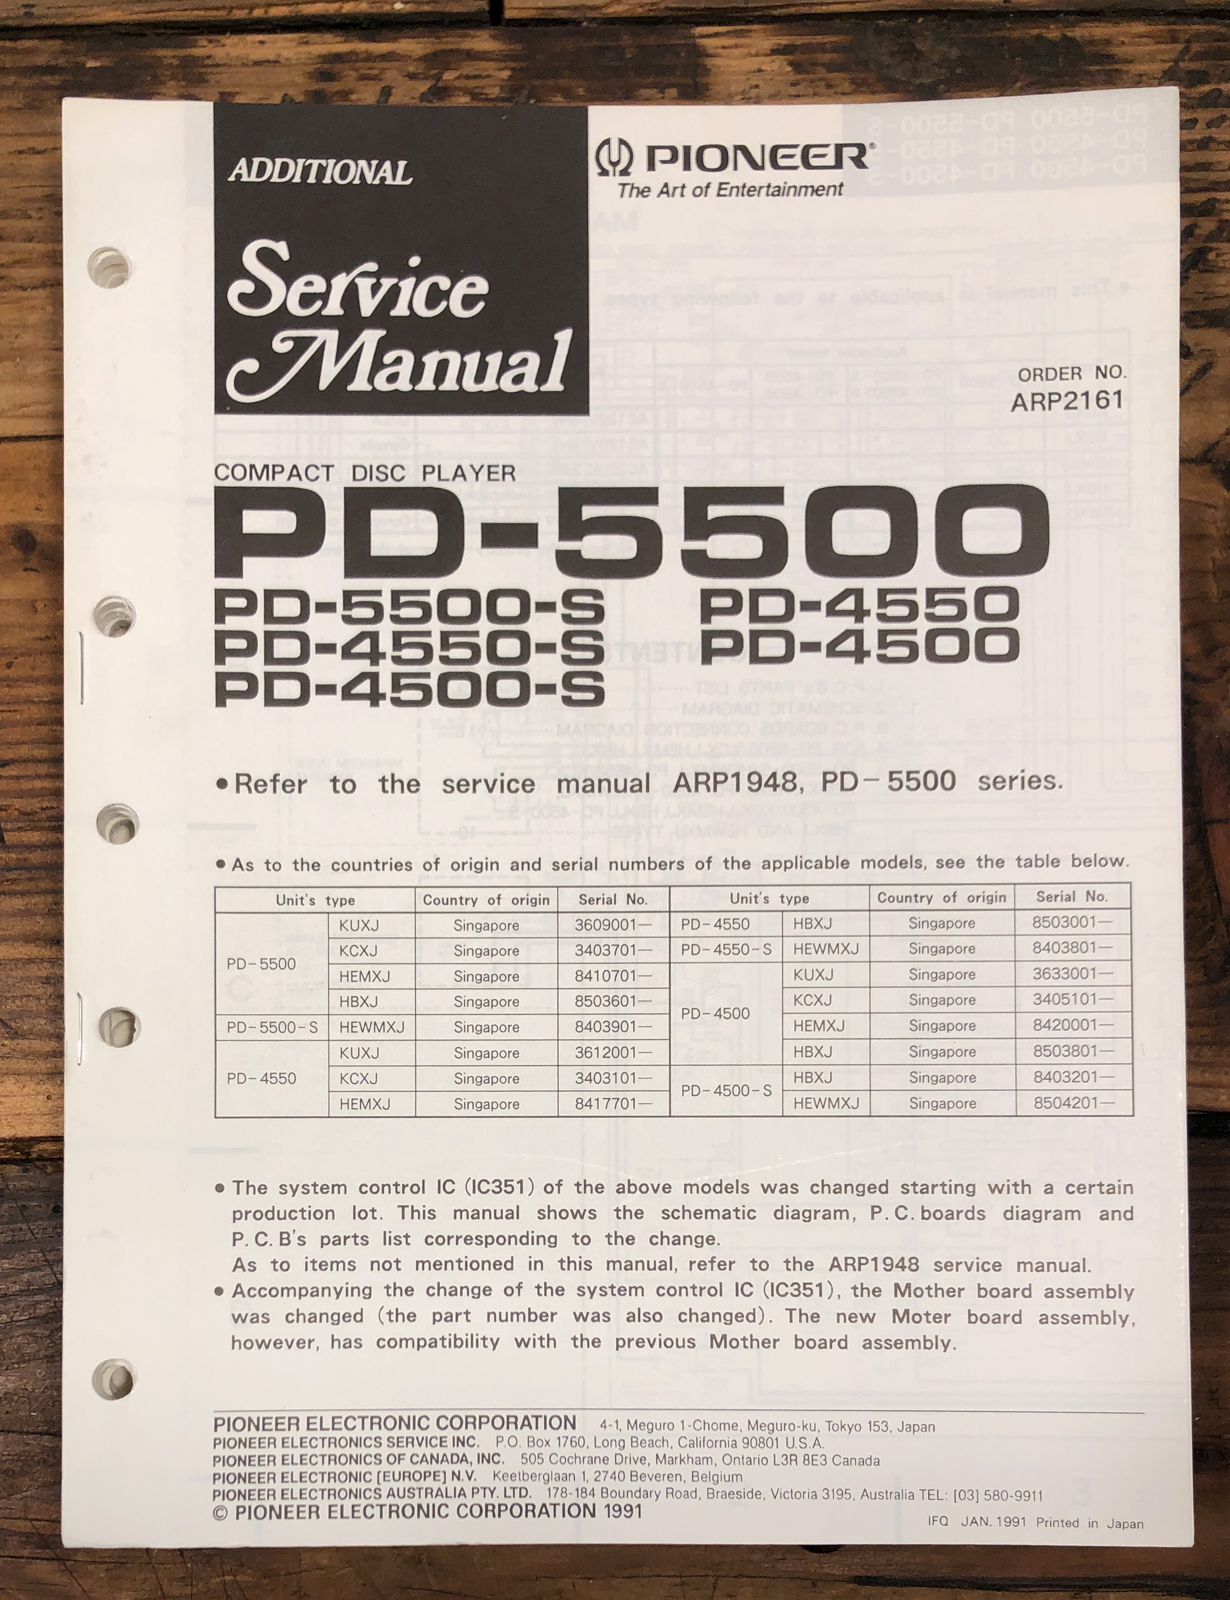 ADDITIONAL
Service
Manual
PIONEER®
The Art of Entertainment
ORDER NO.
ARP2161
COMPACT DISC PLAYER
PD-5500
PD-5500-S PD-4550
PD-4550-S PD-4500
PD-4500-S
● Refer to the service manual ARP1948, PD-5500 series.
● As to the countries of origin and serial numbers of the applicable models, see the table below.
Unit's type Country of origin Serial No. Unit's type Country of origin Serial No.
KUXJ Singapore 3609001— PD-4550 HBXJ Singapore 8503001—
KCXJ Singapore 3403701— PD-4550-S HEWMXJ Singapore 8403801—
PD-5500
HEMXJ Singapore 8410701— KUXJ Singapore 3633001—
HBXJ Singapore 8503601— KCXJ Singapore 3405101—
PD-4500
PD-5500-S HEWMXJ Singapore 8403901— HEMXJ Singapore 8420001—
KUXJ Singapore 3612001— HBXJ Singapore 8503801—
PD-4550 KCXJ Singapore 3403101— HBXJ Singapore 8403201—
PD-4500-S
HEMXJ Singapore 8417701— HEWMXJ Singapore 8504201—
● The system control IC (IC351) of the above models was changed starting with a certain
production lot. This manual shows the schematic diagram, P.C.boards diagram and
P.C.B's parts list corresponding to the change.
As to items not mentioned in this manual, refer to the ARP1948 service manual.
● Accompanying the change of the system control IC (IC351), the Mother board assembly
was changed (the part number was also changed). The new Moter board assembly,
however, has compatibility with the previous Mother board assembly.
PIONEER ELECTRONIC CORPORATION 4-1, Meguro 1-Chome, Meguro-ku, Tokyo 153, Japan
PIONEER ELECTRONICS SERVICE INC. P.O. Box 1760, Long Beach, California 90801 U.S.A.
PIONEER ELECTRONICS OF CANADA, INC. 505 Cochrane Drive, Markham, Ontario L3R 8E3 Canada
PIONEER ELECTRONIC [EUROPE] N.V. Keetberglaan 1, 2740 Beveren, Belgium
PIONEER ELECTRONICS AUSTRALIA PTY. LTD. 178-184 Boundary Road, Braeside, Victoria 3195, Australia TEL: [03] 580-9911
© PIONEER ELECTRONIC CORPORATION 1991
IFQ JAN. 1991 Printed in Japan